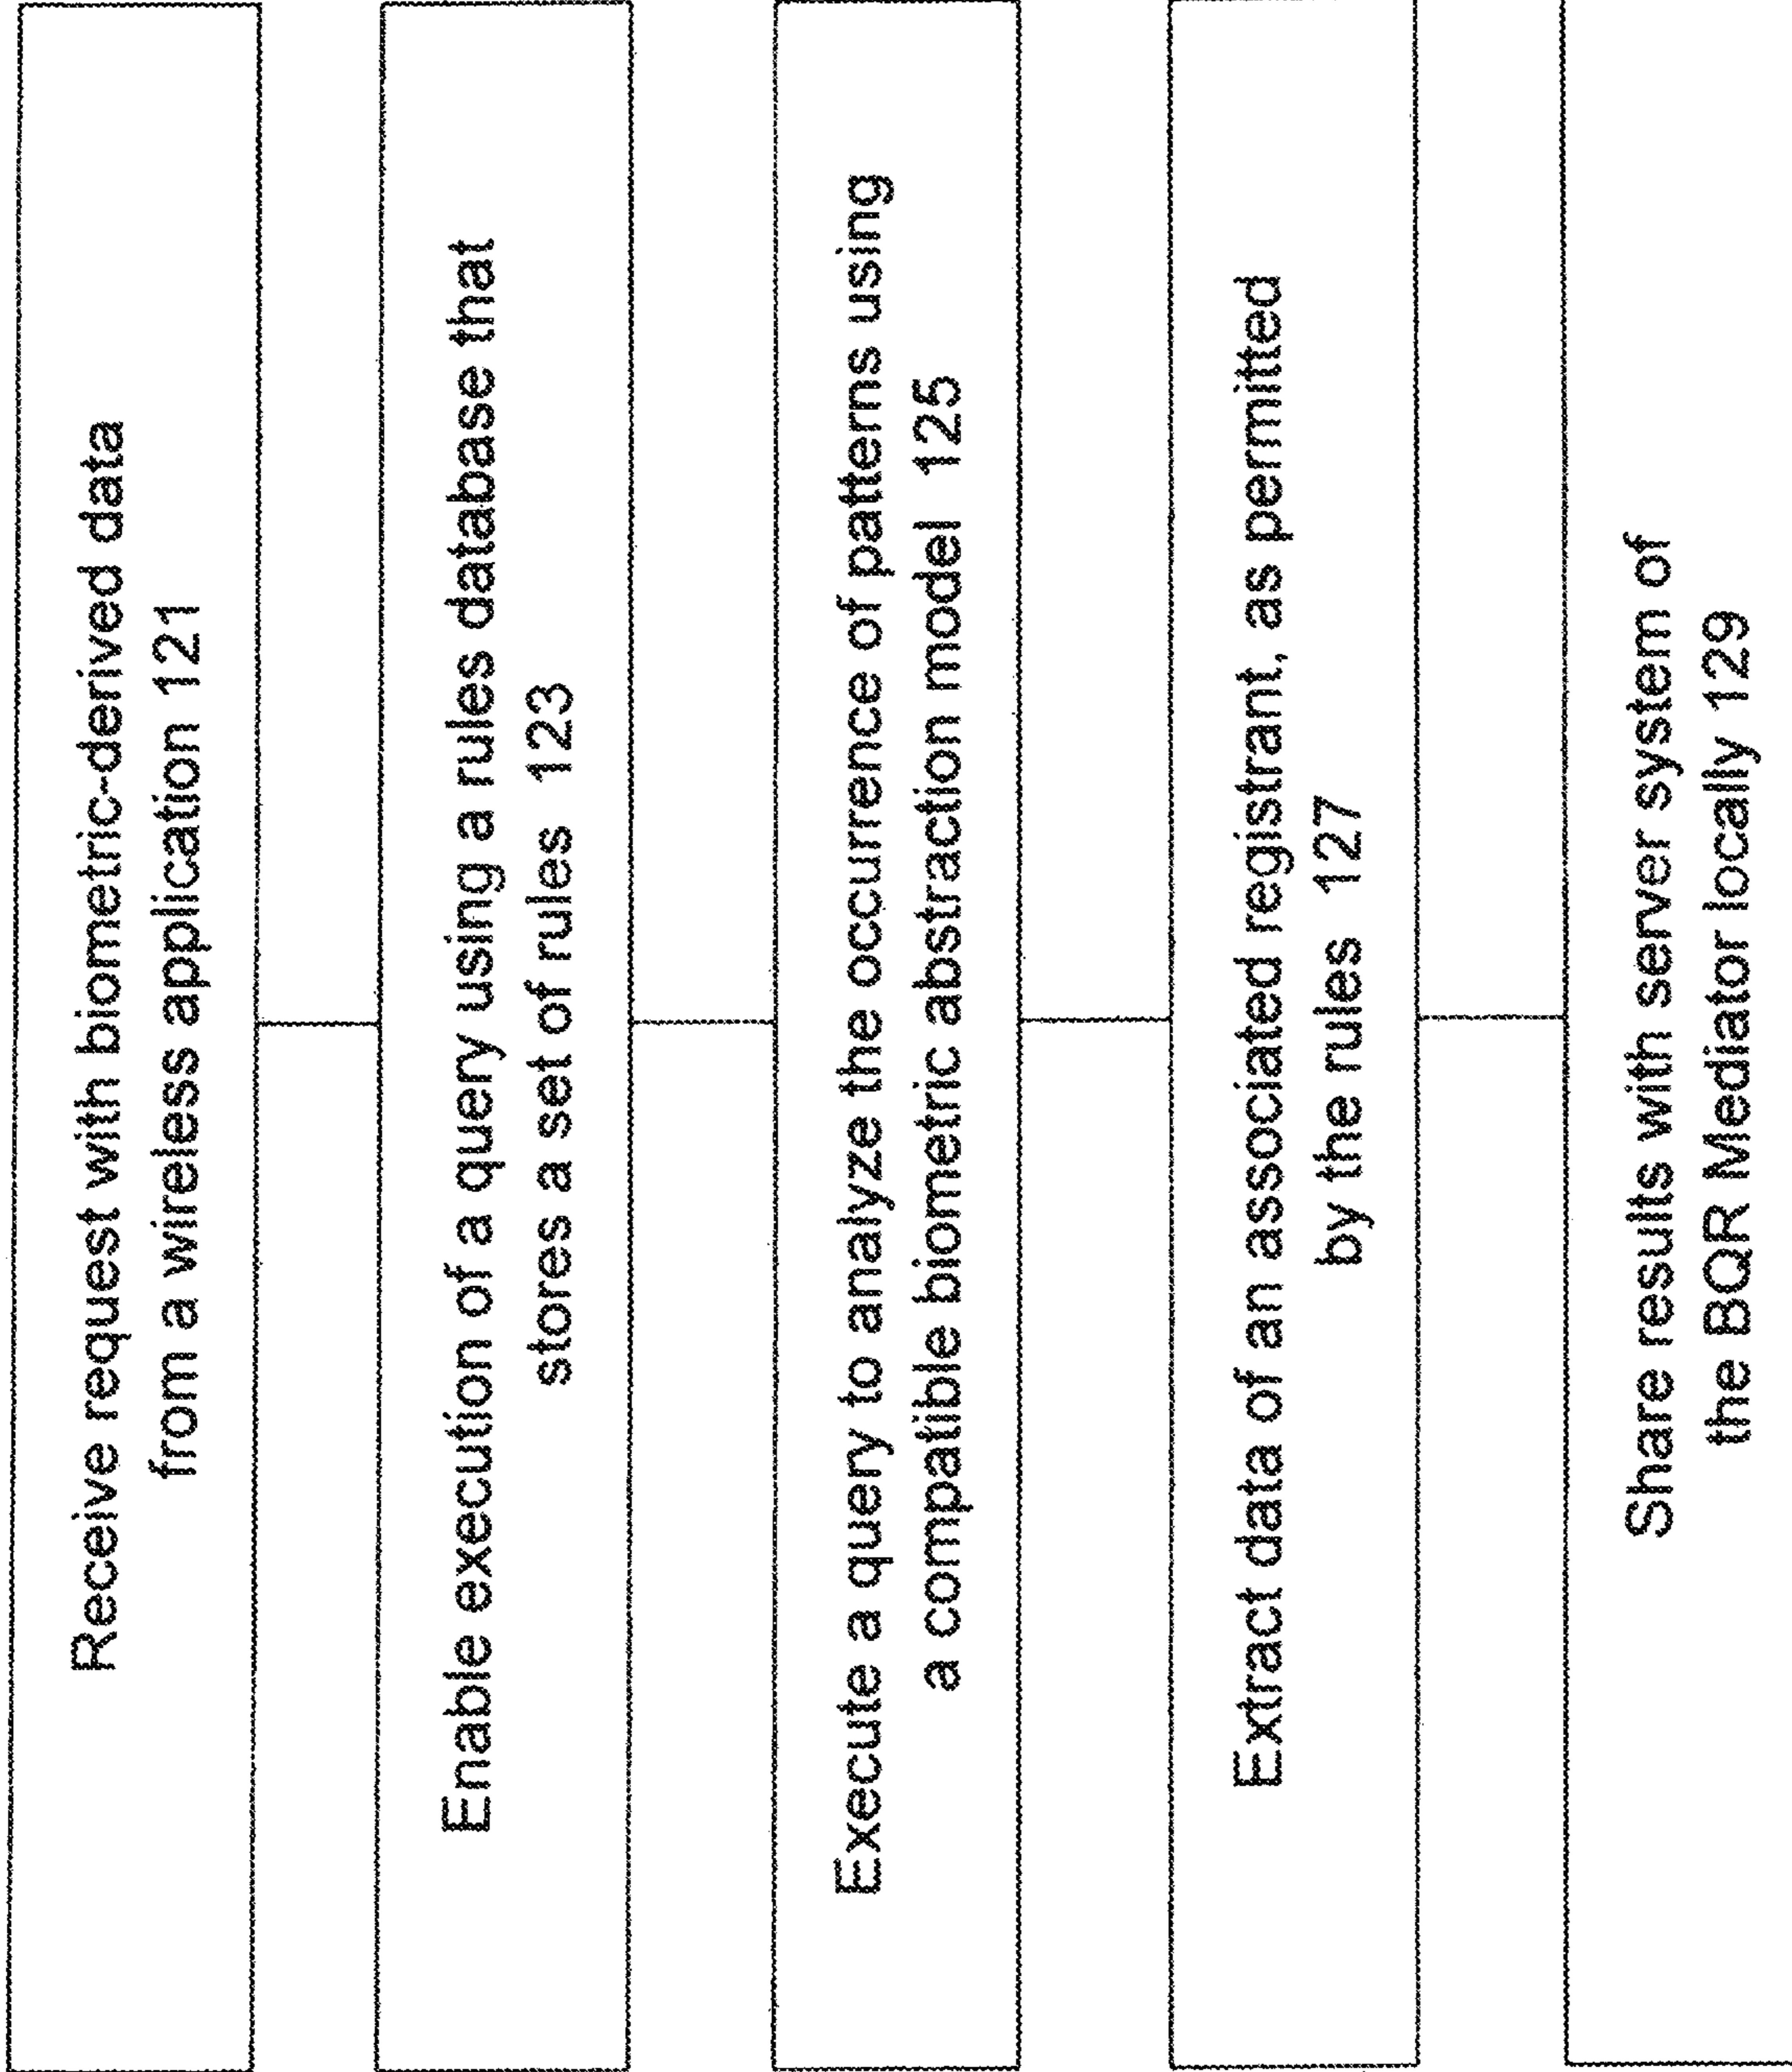 Receive request with biometric-derived data
from a wireless application 121
Enable execution of a query using a rules database that
stores a set of rules 123
Execute a query to analyze the occurrence of patterns using
a compatible biometric abstraction model 125
Extract data of an associated registrant, as permitted
by the rules 127
Share results with server system of
the BQR Mediator locally 129